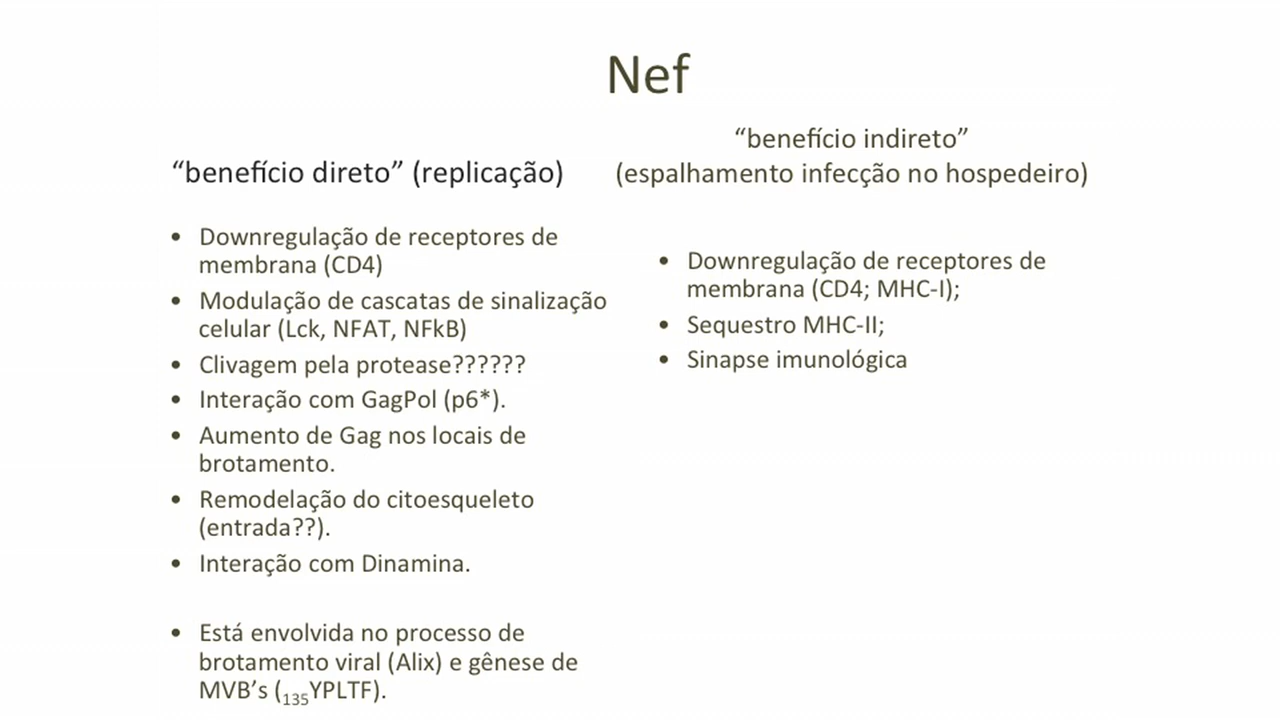 Nef
“benefício direto” (replicação)
• Downregulação de receptores de
membrana (CD4)
• Modulação de cascatas de sinalização
celular (Lck, NFAT, NFkB)
• Clivagem pela protease??????
• Interação com GagPol (p6*).
• Aumento de Gag nos locais de
brotamento.
• Remodelação do citoesqueleto
(entrada??).
• Interação com Dinamina.
• Está envolvida no processo de
brotamento viral (Alix) e gênese de
MVB’s (135YPLTF).
“benefício indireto”
(espalhamento infecção no hospedeiro)
• Downregulação de receptores de
membrana (CD4; MHC-I);
• Sequestro MHC-II;
• Sinapse imunológica